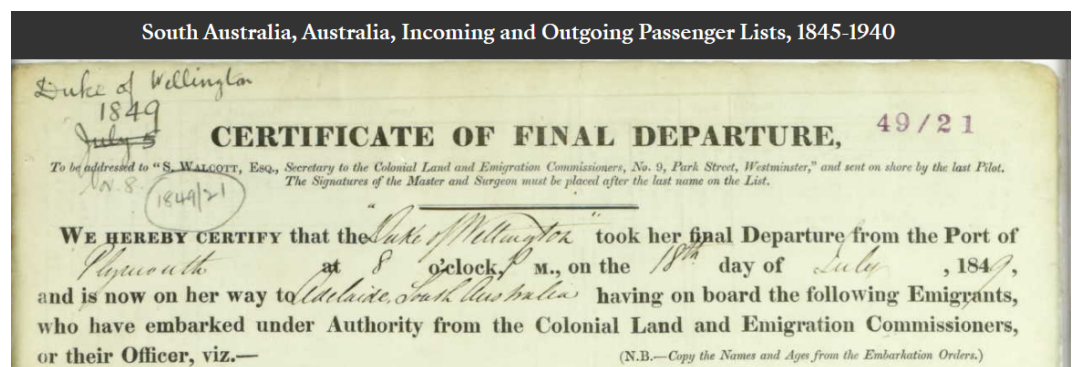 South Australia, Australia, Incoming and Outgoing Passenger Lists, 1845-1940
Duke of Wellington
1849
July 5
49/21
CERTIFICATE OF FINAL DEPARTURE,
To be addressed to "S. WALCOTT, ESQ., Secretary to the Colonial Land and Emigration Commissioners, No. 9, Park Street, Westminster," and sent on shore by the last Pilot.
N.S.
The Signatures of the Master and Surgeon must be placed after the last name on the List.
1849/21
WE HEREBY CERTIFY that the "Duke of Wellington" took her final Departure from the Port of
Plymouth at 8 o'clock, P M., on the 18th day of July, 1849,
and is now on her way to Adelaide, South Australia having on board the following Emigrants,
who have embarked under Authority from the Colonial Land and Emigration Commissioners,
or their Officer, viz.—
(N.B.—Copy the Names and Ages from the Embarkation Orders.)